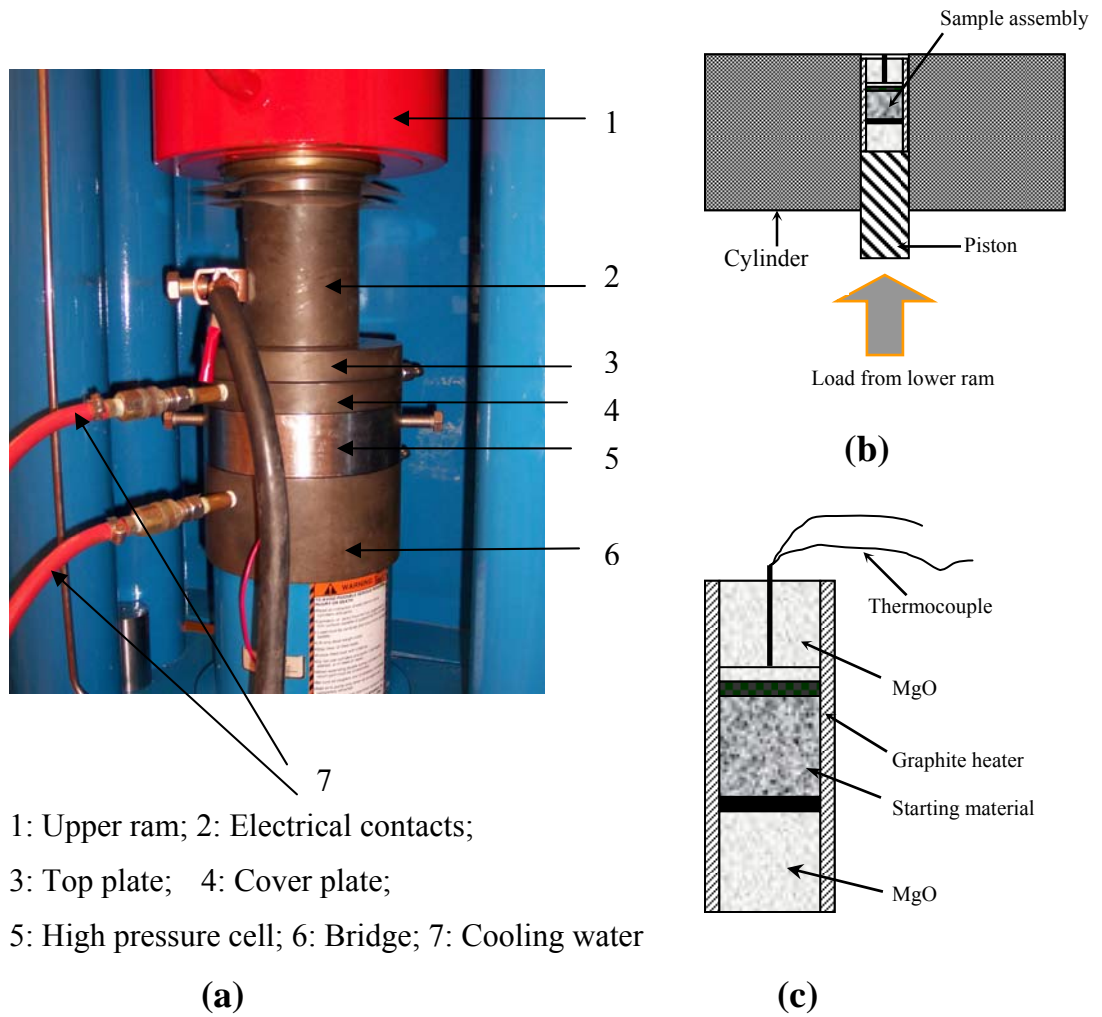 Sample assembly
1
2
3
4
5
6
7
WARNING
Cylinder
Piston
Load from lower ram
(b)
Thermocouple
MgO
Graphite heater
Starting material
MgO
1: Upper ram; 2: Electrical contacts;
3: Top plate; 4: Cover plate;
5: High pressure cell; 6: Bridge; 7: Cooling water
(a)
(c)